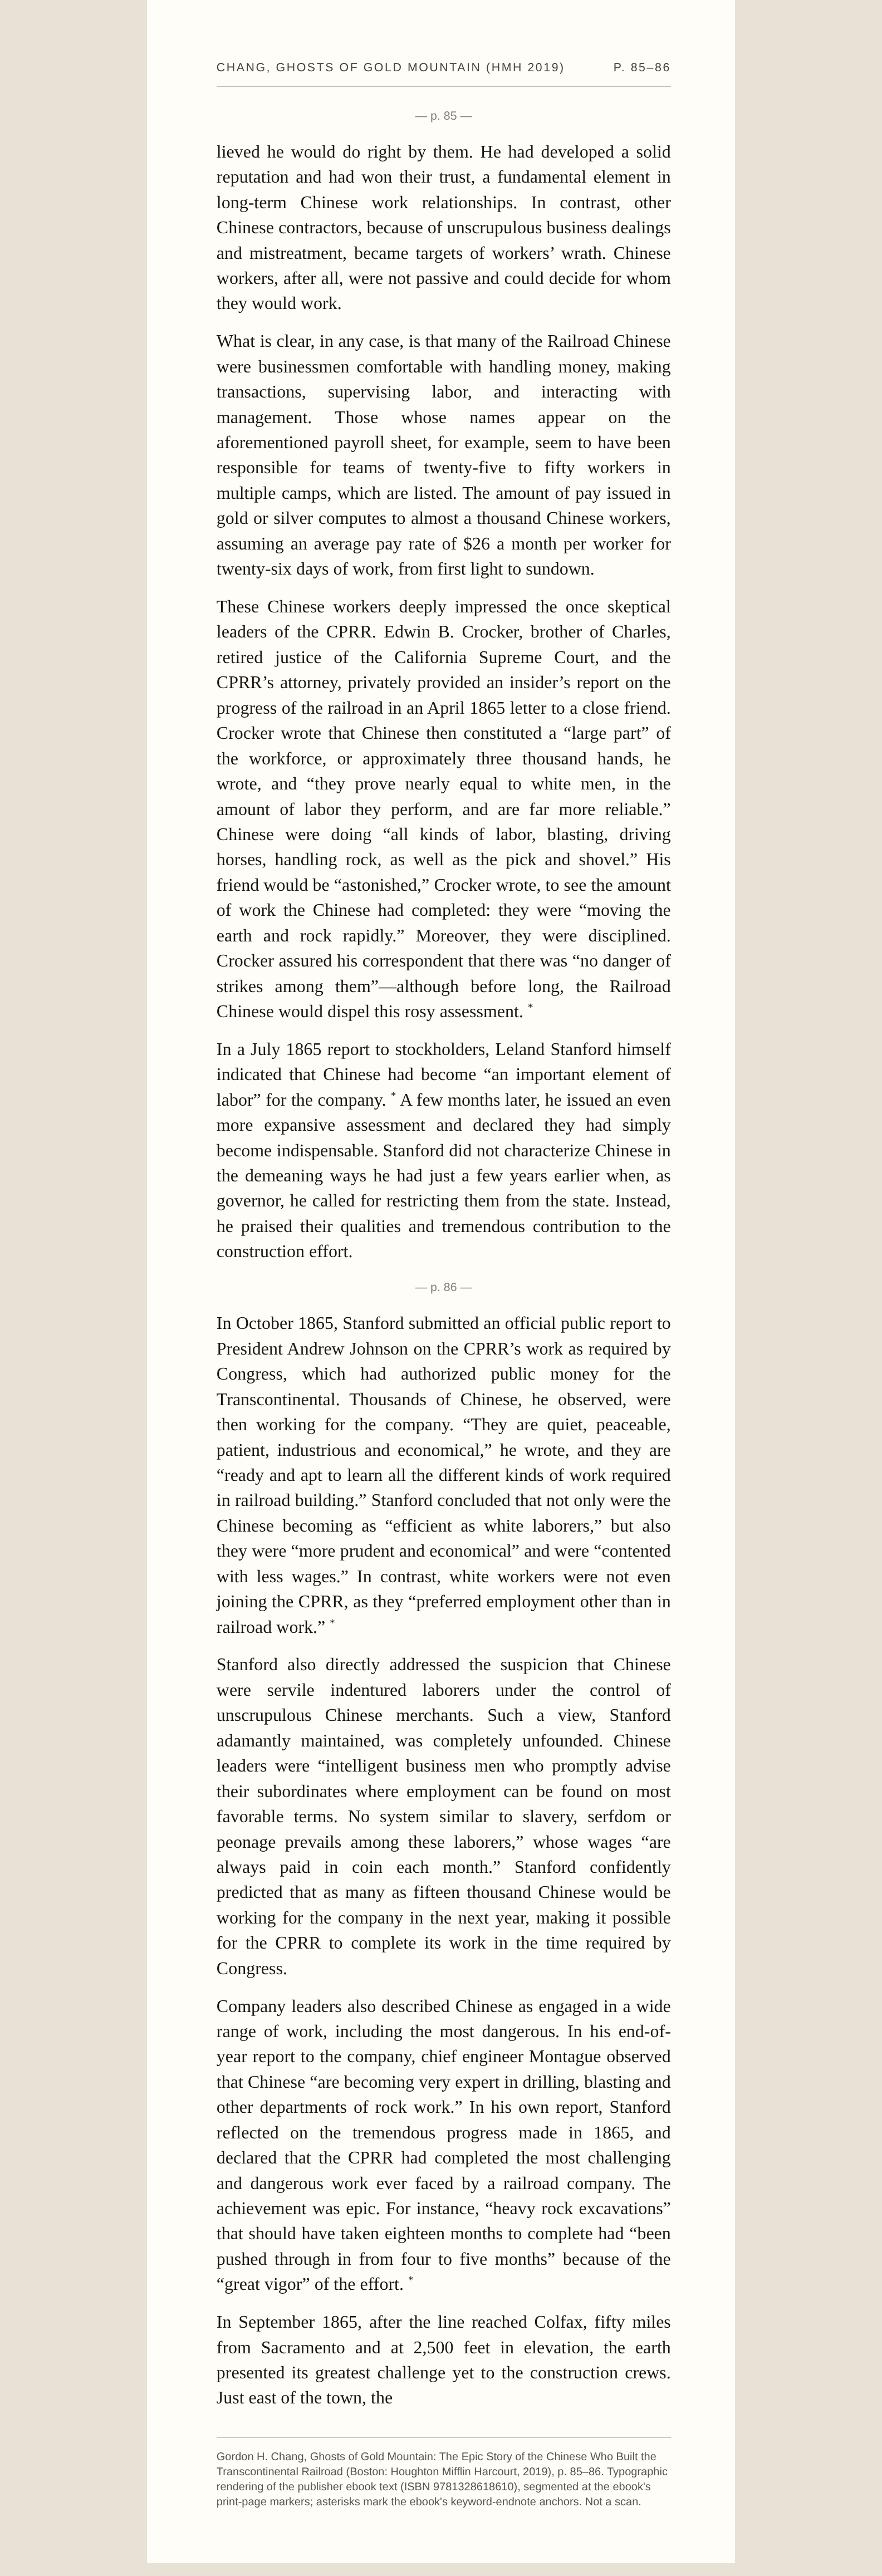 CHANG, GHOSTS OF GOLD MOUNTAIN (HMH 2019) P. 85–86
— p. 85 —
lieved he would do right by them. He had developed a solid
reputation and had won their trust, a fundamental element in
long-term Chinese work relationships. In contrast, other
Chinese contractors, because of unscrupulous business dealings
and mistreatment, became targets of workers’ wrath. Chinese
workers, after all, were not passive and could decide for whom
they would work.
What is clear, in any case, is that many of the Railroad Chinese
were businessmen comfortable with handling money, making
transactions, supervising labor, and interacting with
management. Those whose names appear on the
aforementioned payroll sheet, for example, seem to have been
responsible for teams of twenty-five to fifty workers in
multiple camps, which are listed. The amount of pay issued in
gold or silver computes to almost a thousand Chinese workers,
assuming an average pay rate of $26 a month per worker for
twenty-six days of work, from first light to sundown.
These Chinese workers deeply impressed the once skeptical
leaders of the CPRR. Edwin B. Crocker, brother of Charles,
retired justice of the California Supreme Court, and the
CPRR’s attorney, privately provided an insider’s report on the
progress of the railroad in an April 1865 letter to a close friend.
Crocker wrote that Chinese then constituted a “large part” of
the workforce, or approximately three thousand hands, he
wrote, and “they prove nearly equal to white men, in the
amount of labor they perform, and are far more reliable.”
Chinese were doing “all kinds of labor, blasting, driving
horses, handling rock, as well as the pick and shovel.” His
friend would be “astonished,” Crocker wrote, to see the amount
of work the Chinese had completed: they were “moving the
earth and rock rapidly.” Moreover, they were disciplined.
Crocker assured his correspondent that there was “no danger of
strikes among them”—although before long, the Railroad
Chinese would dispel this rosy assessment. *
In a July 1865 report to stockholders, Leland Stanford himself
indicated that Chinese had become “an important element of
labor” for the company. * A few months later, he issued an even
more expansive assessment and declared they had simply
become indispensable. Stanford did not characterize Chinese in
the demeaning ways he had just a few years earlier when, as
governor, he called for restricting them from the state. Instead,
he praised their qualities and tremendous contribution to the
construction effort.
— p. 86 —
In October 1865, Stanford submitted an official public report to
President Andrew Johnson on the CPRR’s work as required by
Congress, which had authorized public money for the
Transcontinental. Thousands of Chinese, he observed, were
then working for the company. “They are quiet, peaceable,
patient, industrious and economical,” he wrote, and they are
“ready and apt to learn all the different kinds of work required
in railroad building.” Stanford concluded that not only were the
Chinese becoming as “efficient as white laborers,” but also
they were “more prudent and economical” and were “contented
with less wages.” In contrast, white workers were not even
joining the CPRR, as they “preferred employment other than in
railroad work.” *
Stanford also directly addressed the suspicion that Chinese
were servile indentured laborers under the control of
unscrupulous Chinese merchants. Such a view, Stanford
adamantly maintained, was completely unfounded. Chinese
leaders were “intelligent business men who promptly advise
their subordinates where employment can be found on most
favorable terms. No system similar to slavery, serfdom or
peonage prevails among these laborers,” whose wages “are
always paid in coin each month.” Stanford confidently
predicted that as many as fifteen thousand Chinese would be
working for the company in the next year, making it possible
for the CPRR to complete its work in the time required by
Congress.
Company leaders also described Chinese as engaged in a wide
range of work, including the most dangerous. In his end-of-
year report to the company, chief engineer Montague observed
that Chinese “are becoming very expert in drilling, blasting and
other departments of rock work.” In his own report, Stanford
reflected on the tremendous progress made in 1865, and
declared that the CPRR had completed the most challenging
and dangerous work ever faced by a railroad company. The
achievement was epic. For instance, “heavy rock excavations”
that should have taken eighteen months to complete had “been
pushed through in from four to five months” because of the
“great vigor” of the effort. *
In September 1865, after the line reached Colfax, fifty miles
from Sacramento and at 2,500 feet in elevation, the earth
presented its greatest challenge yet to the construction crews.
Just east of the town, the
Gordon H. Chang, Ghosts of Gold Mountain: The Epic Story of the Chinese Who Built the
Transcontinental Railroad (Boston: Houghton Mifflin Harcourt, 2019), p. 85–86. Typographic
rendering of the publisher ebook text (ISBN 9781328618610), segmented at the ebook’s
print-page markers; asterisks mark the ebook’s keyword-endnote anchors. Not a scan.